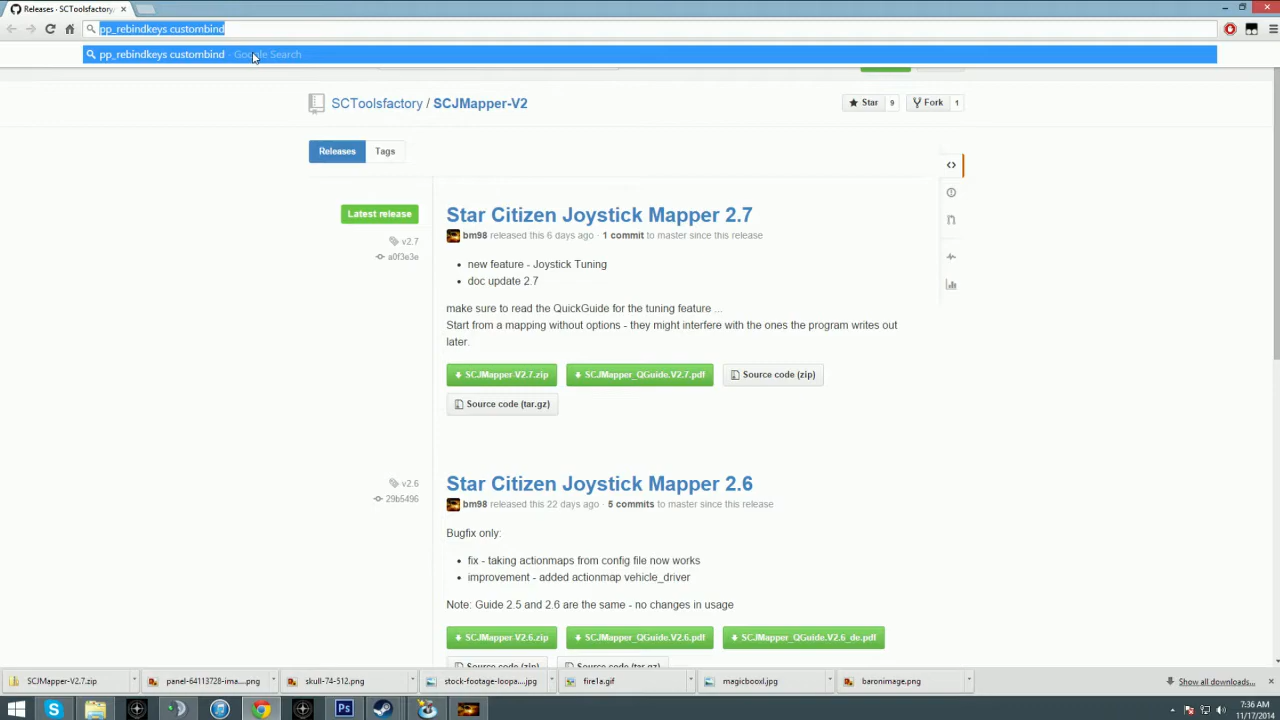 Releases · SCToolsfactory/
pp_rebindkeys custombind
pp_rebindkeys custombind - Google Search
SCToolsfactory / SCJMapper-V2
Star 9
Fork 1
Releases
Tags
Latest release
v2.7
a0f3e3e
Star Citizen Joystick Mapper 2.7
bm98 released this 6 days ago · 1 commit to master since this release
• new feature - Joystick Tuning
• doc update 2.7
make sure to read the QuickGuide for the tuning feature ...
Start from a mapping without options - they might interfere with the ones the program writes out
later.
SCJMapper-V2.7.zip
SCJMapper_QGuide.V2.7.pdf
Source code (zip)
Source code (tar.gz)
v2.6
29b5496
Star Citizen Joystick Mapper 2.6
bm98 released this 22 days ago · 5 commits to master since this release
Bugfix only:
• fix - taking actionmaps from config file now works
• improvement - added actionmap vehicle_driver
Note: Guide 2.5 and 2.6 are the same - no changes in usage
SCJMapper-V2.6.zip
SCJMapper_QGuide.V2.6.pdf
SCJMapper_QGuide.V2.6_de.pdf
Source code (zip)
Source code (tar.gz)
SCJMapper-V2.7.zip
panel-64113728-ima....png
skull-74-512.png
stock-footage-loopa....jpg
fire1a.gif
magicbooxl.jpg
baronimage.png
Show all downloads...
7:36 AM
11/17/2014